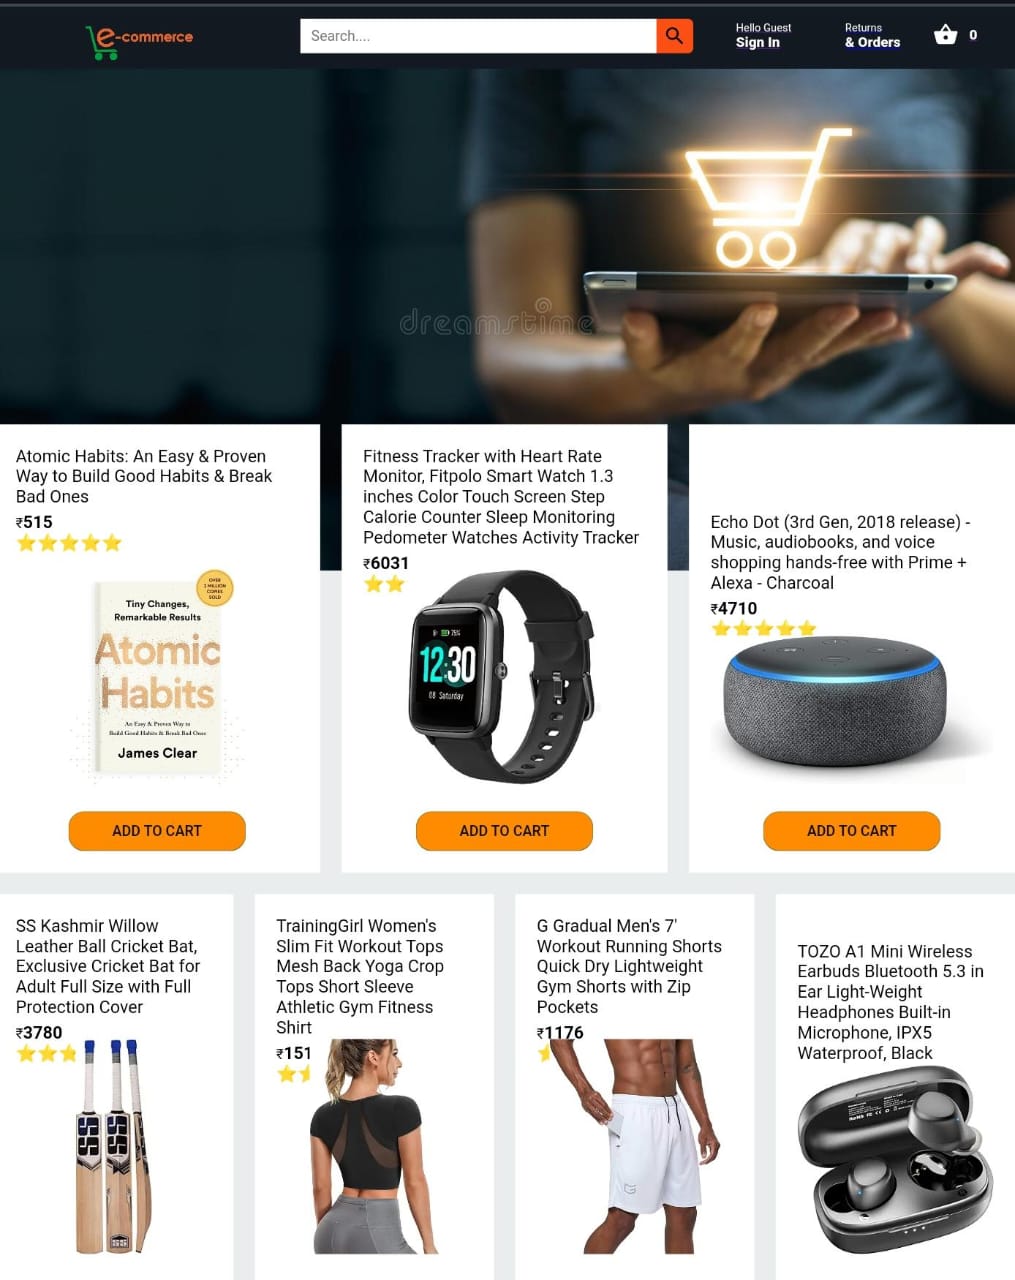 e-commerce
Search....
Hello Guest
Sign In
Returns
& Orders
0
dreamstime
Atomic Habits: An Easy & Proven
Way to Build Good Habits & Break
Bad Ones
₹515
OVER
2 MILLION
COPIES
SOLD
Tiny Changes,
Remarkable Results
Atomic
Habits
An Easy & Proven Way to
Build Good Habits & Break Bad Ones
James Clear
ADD TO CART
Fitness Tracker with Heart Rate
Monitor, Fitpolo Smart Watch 1.3
inches Color Touch Screen Step
Calorie Counter Sleep Monitoring
Pedometer Watches Activity Tracker
₹6031
75%
12:30
08 Saturday
ADD TO CART
Echo Dot (3rd Gen, 2018 release) -
Music, audiobooks, and voice
shopping hands-free with Prime +
Alexa - Charcoal
₹4710
ADD TO CART
SS Kashmir Willow
Leather Ball Cricket Bat,
Exclusive Cricket Bat for
Adult Full Size with Full
Protection Cover
₹3780
SS
SS
TrainingGirl Women's
Slim Fit Workout Tops
Mesh Back Yoga Crop
Tops Short Sleeve
Athletic Gym Fitness
Shirt
₹151
G Gradual Men's 7'
Workout Running Shorts
Quick Dry Lightweight
Gym Shorts with Zip
Pockets
₹1176
TOZO A1 Mini Wireless
Earbuds Bluetooth 5.3 in
Ear Light-Weight
Headphones Built-in
Microphone, IPX5
Waterproof, Black